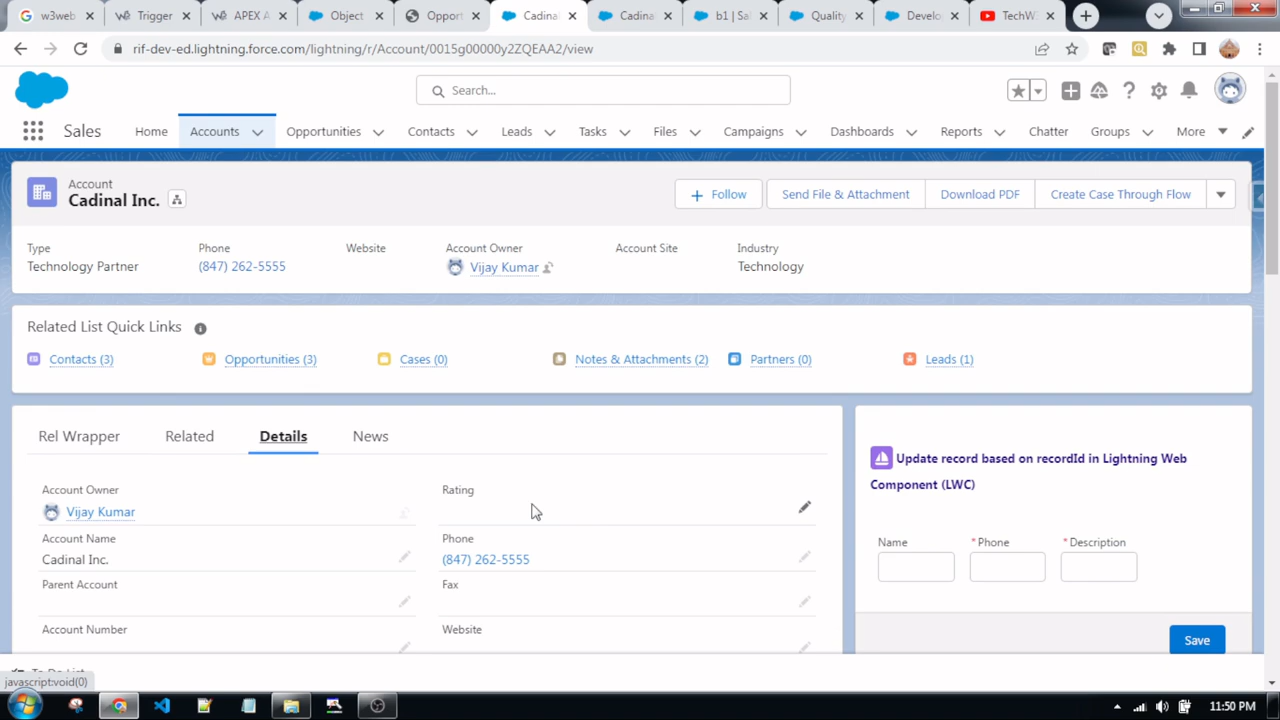 w3web
Trigger
APEX A
Object
Opport
Cadinal
Cadina
b1 | Sa
Quality
Develo
TechW
rif-dev-ed.lightning.force.com/lightning/r/Account/0015g00000y2ZQEAA2/view
Search...
Sales
Home
Accounts
Opportunities
Contacts
Leads
Tasks
Files
Campaigns
Dashboards
Reports
Chatter
Groups
More
Account
Cadinal Inc.
Follow
Send File & Attachment
Download PDF
Create Case Through Flow
Type
Phone
Website
Account Owner
Account Site
Industry
Technology Partner
(847) 262-5555
Vijay Kumar
Technology
Related List Quick Links
Contacts (3)
Opportunities (3)
Cases (0)
Notes & Attachments (2)
Partners (0)
Leads (1)
Rel Wrapper
Related
Details
News
Account Owner
Vijay Kumar
Rating
Account Name
Cadinal Inc.
Phone
(847) 262-5555
Parent Account
Fax
Account Number
Website
Update record based on recordId in Lightning Web
Component (LWC)
Name
*Phone
*Description
Save
To Do List
javascript:void(0)
11:50 PM